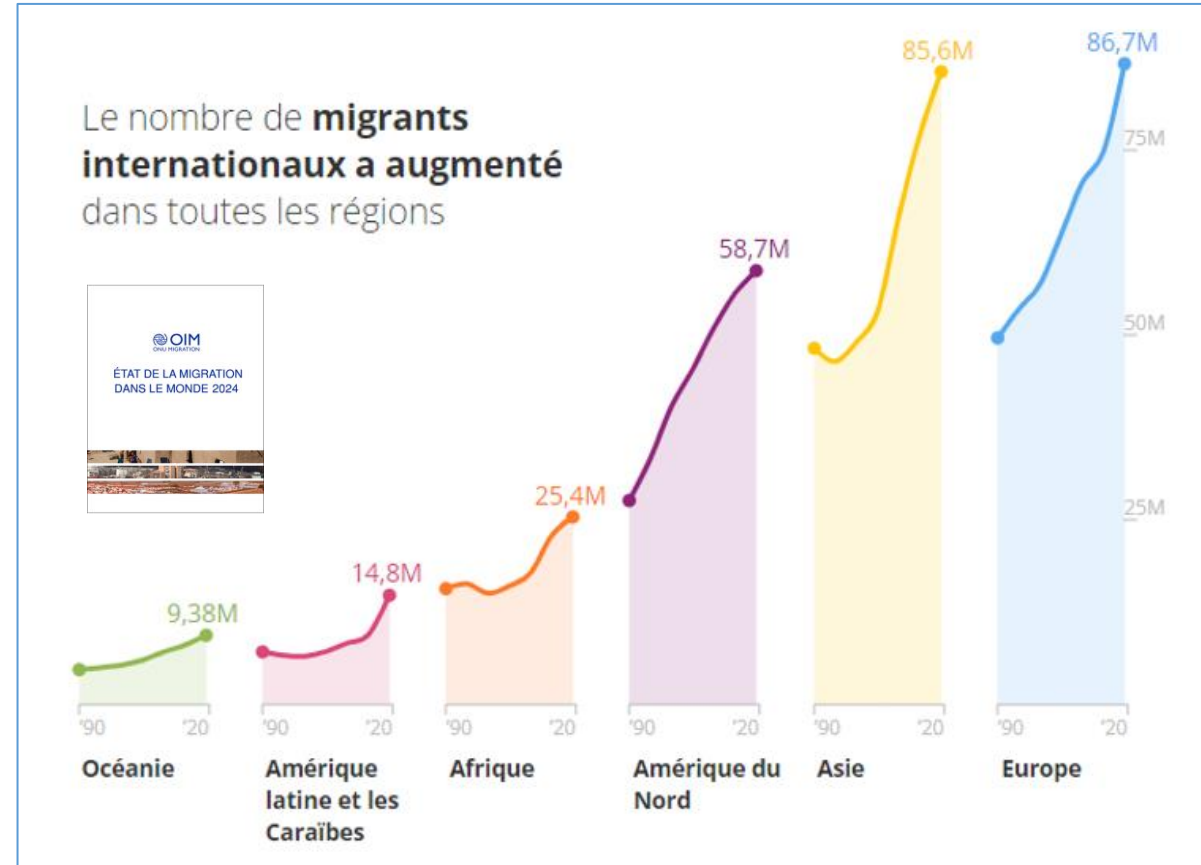 Le nombre de migrants
internationaux a augmenté
dans toutes les régions
OIM
ONU MIGRATION
ÉTAT DE LA MIGRATION
DANS LE MONDE 2024
9,38M
14,8M
25,4M
58,7M
85,6M
86,7M
75M
50M
25M
'90 '20
'90 '20
'90 '20
'90 '20
'90 '20
'90 '20
Océanie
Amérique
latine et les
Caraïbes
Afrique
Amérique du
Nord
Asie
Europe